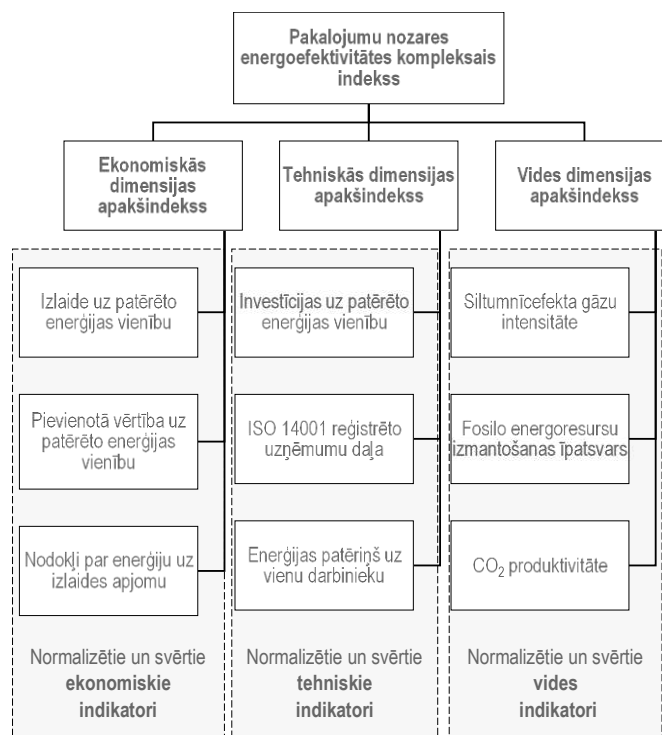 Pakalojumu nozares
energoefektivitātes kompleksais
indekss
Ekonomiskās
dimensijas
apakšindekss
Tehniskās dimensijas
apakšindekss
Vides dimensijas
apakšindekss
Izlaide uz patērēto
enerģijas vienību
Pievienotā vērtība uz
patērēto enerģijas
vienību
Nodokļi par enerģiju uz
izlaides apjomu
Normalizētie un svērtie
ekonomiskie
indikatori
Investīcijas uz patērēto
enerģijas vienību
ISO 14001 reģistrēto
uzņēmumu daļa
Enerģijas patēriņš uz
vienu darbinieku
Normalizētie un svērtie
tehniskie
indikatori
Siltumnīcefekta gāzu
intensitāte
Fosilo energoresursu
izmantošanas īpatsvars
CO₂ produktivitāte
Normalizētie un svērtie
vides
indikatori